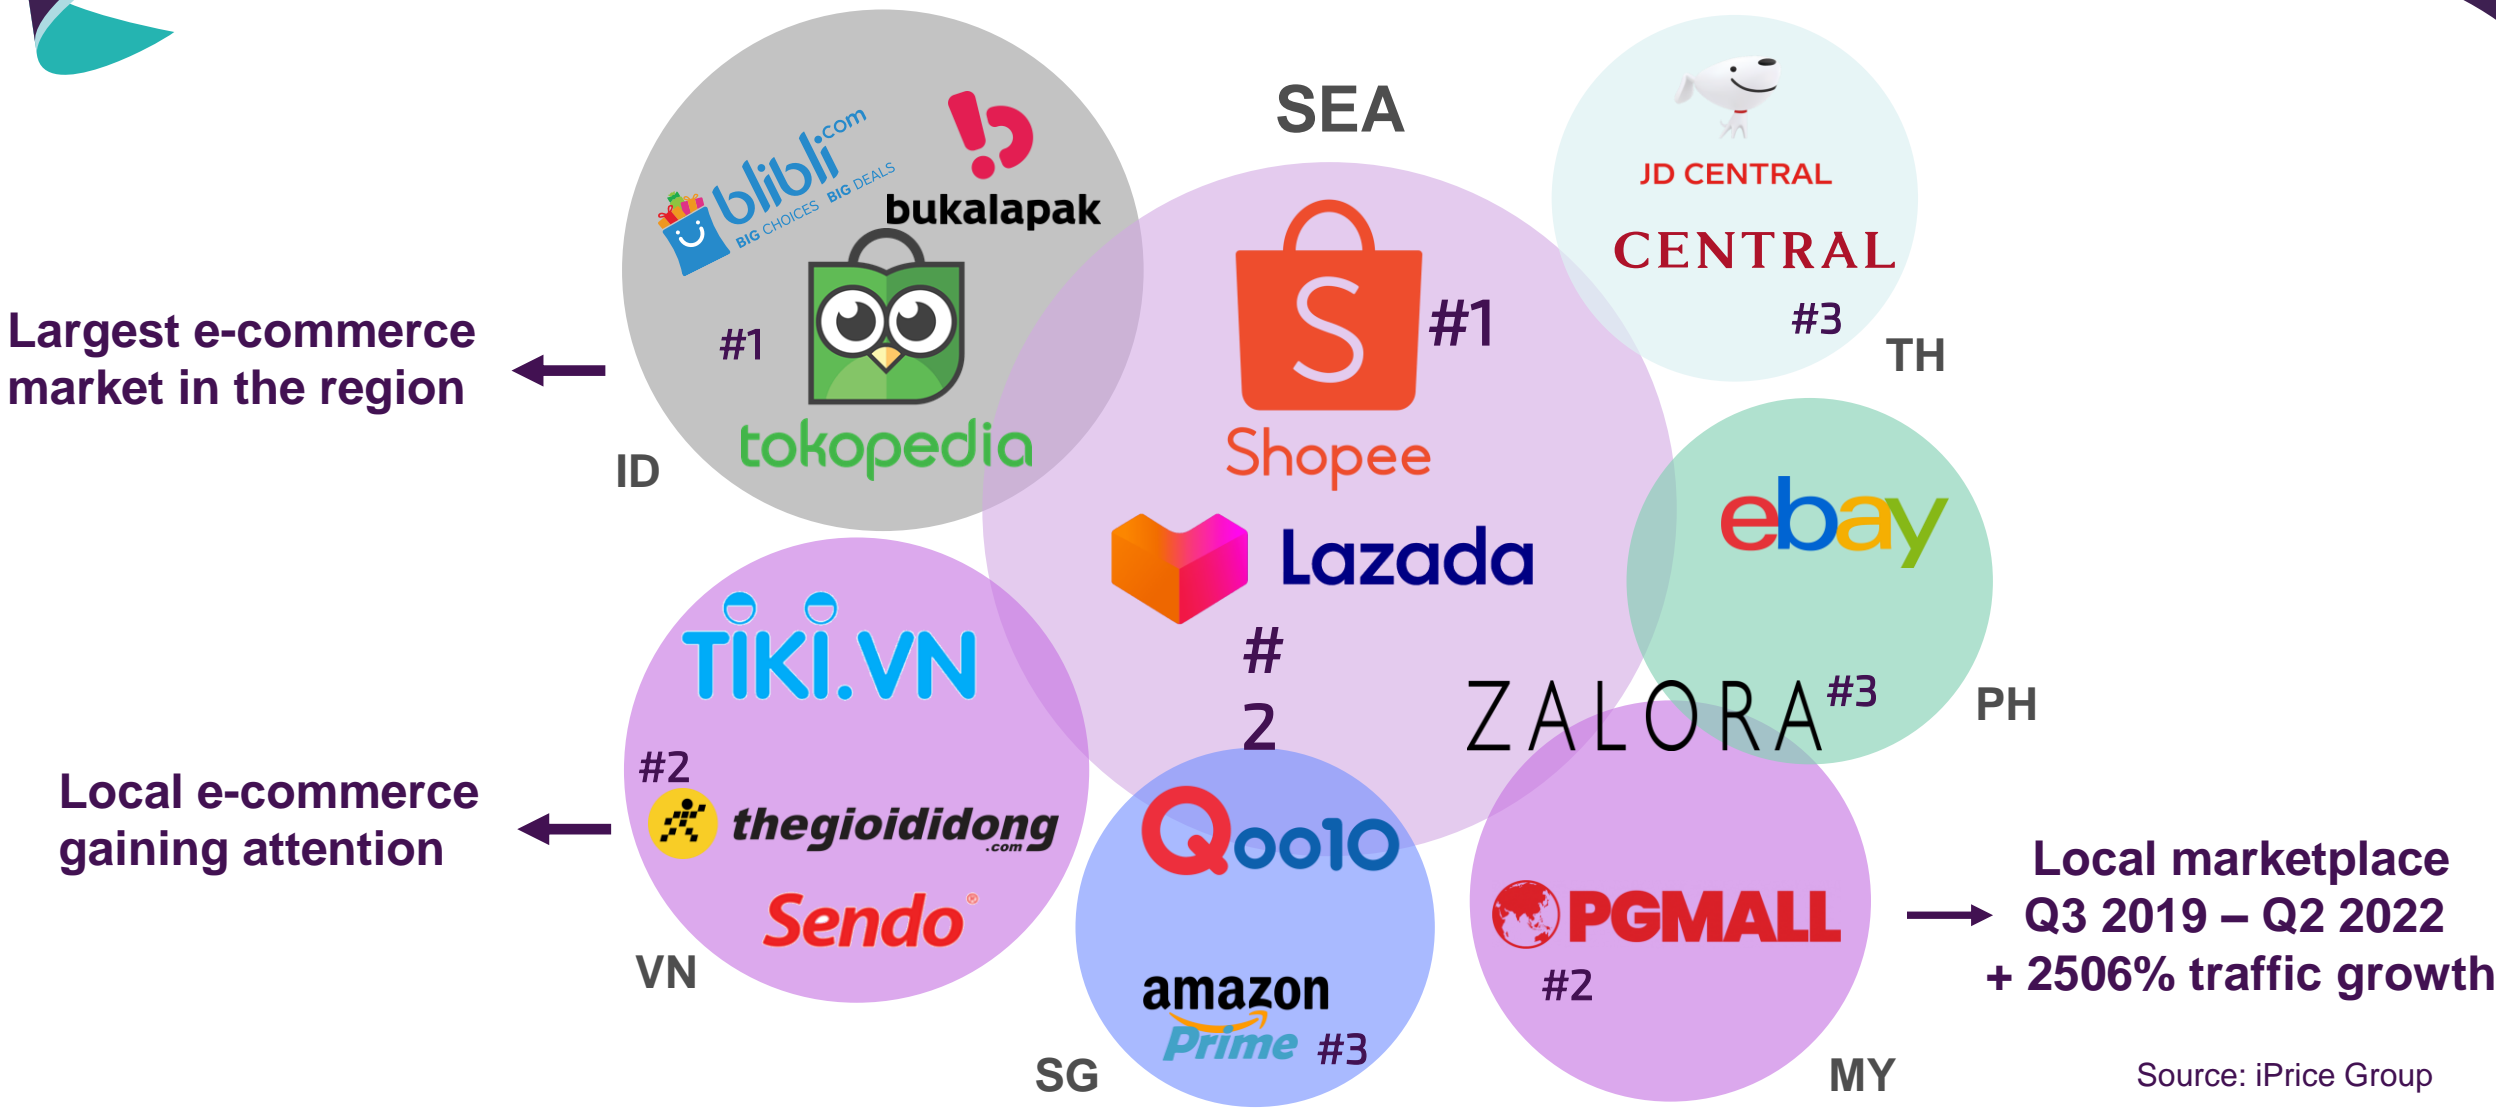 SEA
blibli.com
BIG CHOICES BIG DEALS
bukalapak
#1
tokopedia
ID
Largest e-commerce
market in the region
S
#1
Shopee
Lazada
#
2
JD CENTRAL
CENTRAL
#3
TH
ebay
ZALORA
#3
PH
TIKI.VN
#2
thegioididong
.com
Sendo®
VN
Local e-commerce
gaining attention
Qoo10
amazon
Prime
#3
SG
PGMALL
#2
MY
Local marketplace
Q3 2019 – Q2 2022
+ 2506% traffic growth
Source: iPrice Group